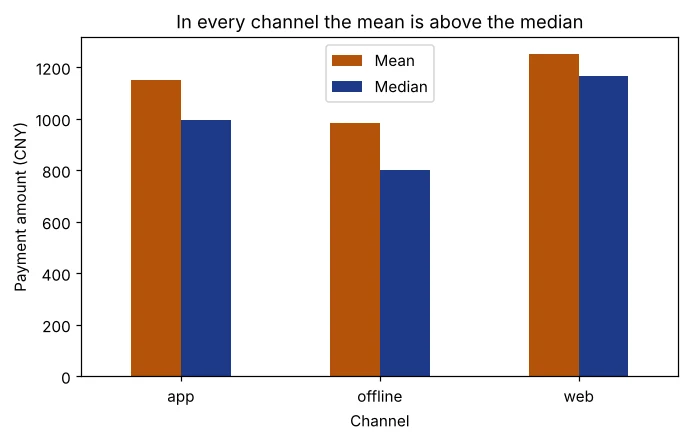 In every channel the mean is above the median
Mean
Median
Payment amount (CNY)
1200
1000
800
600
400
200
0
app offline web
Channel